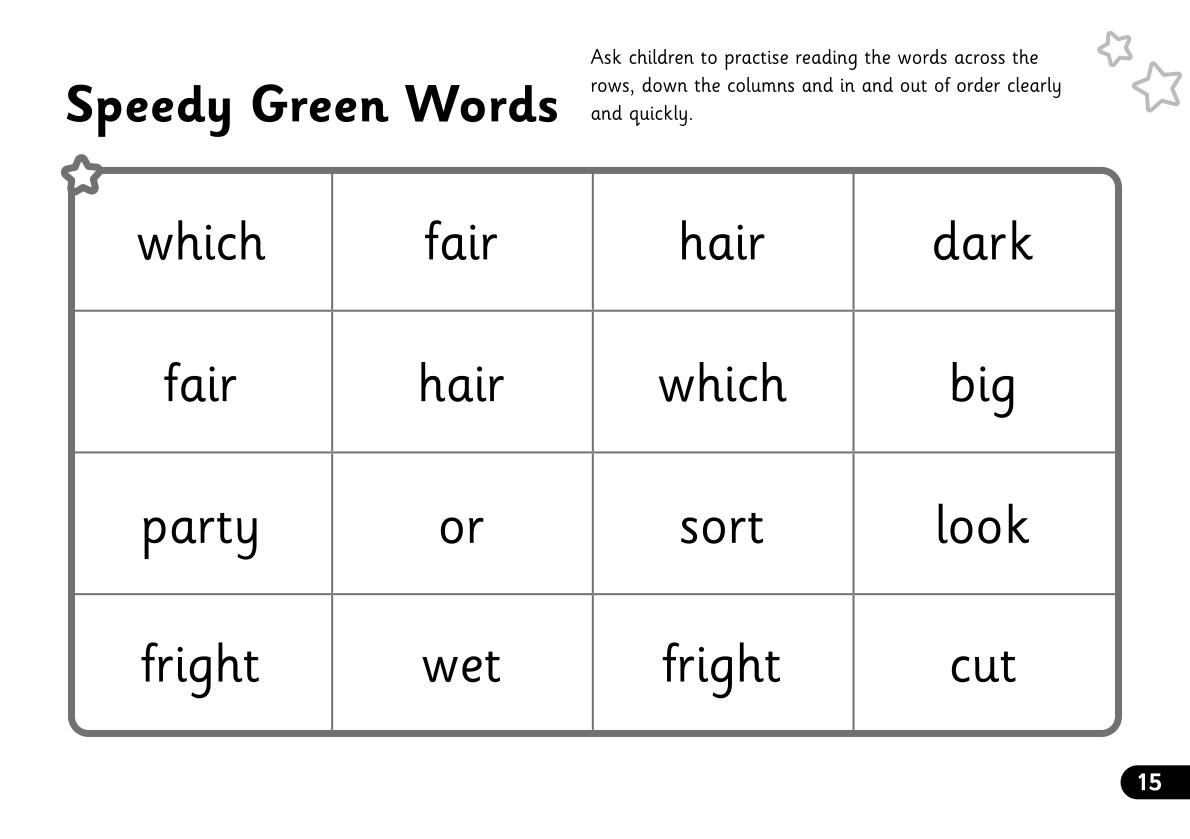 Speedy Green Words
Ask children to practise reading the words across the
rows, down the columns and in and out of order clearly
and quickly.
which fair hair dark
fair hair which big
party or sort look
fright wet fright cut
15